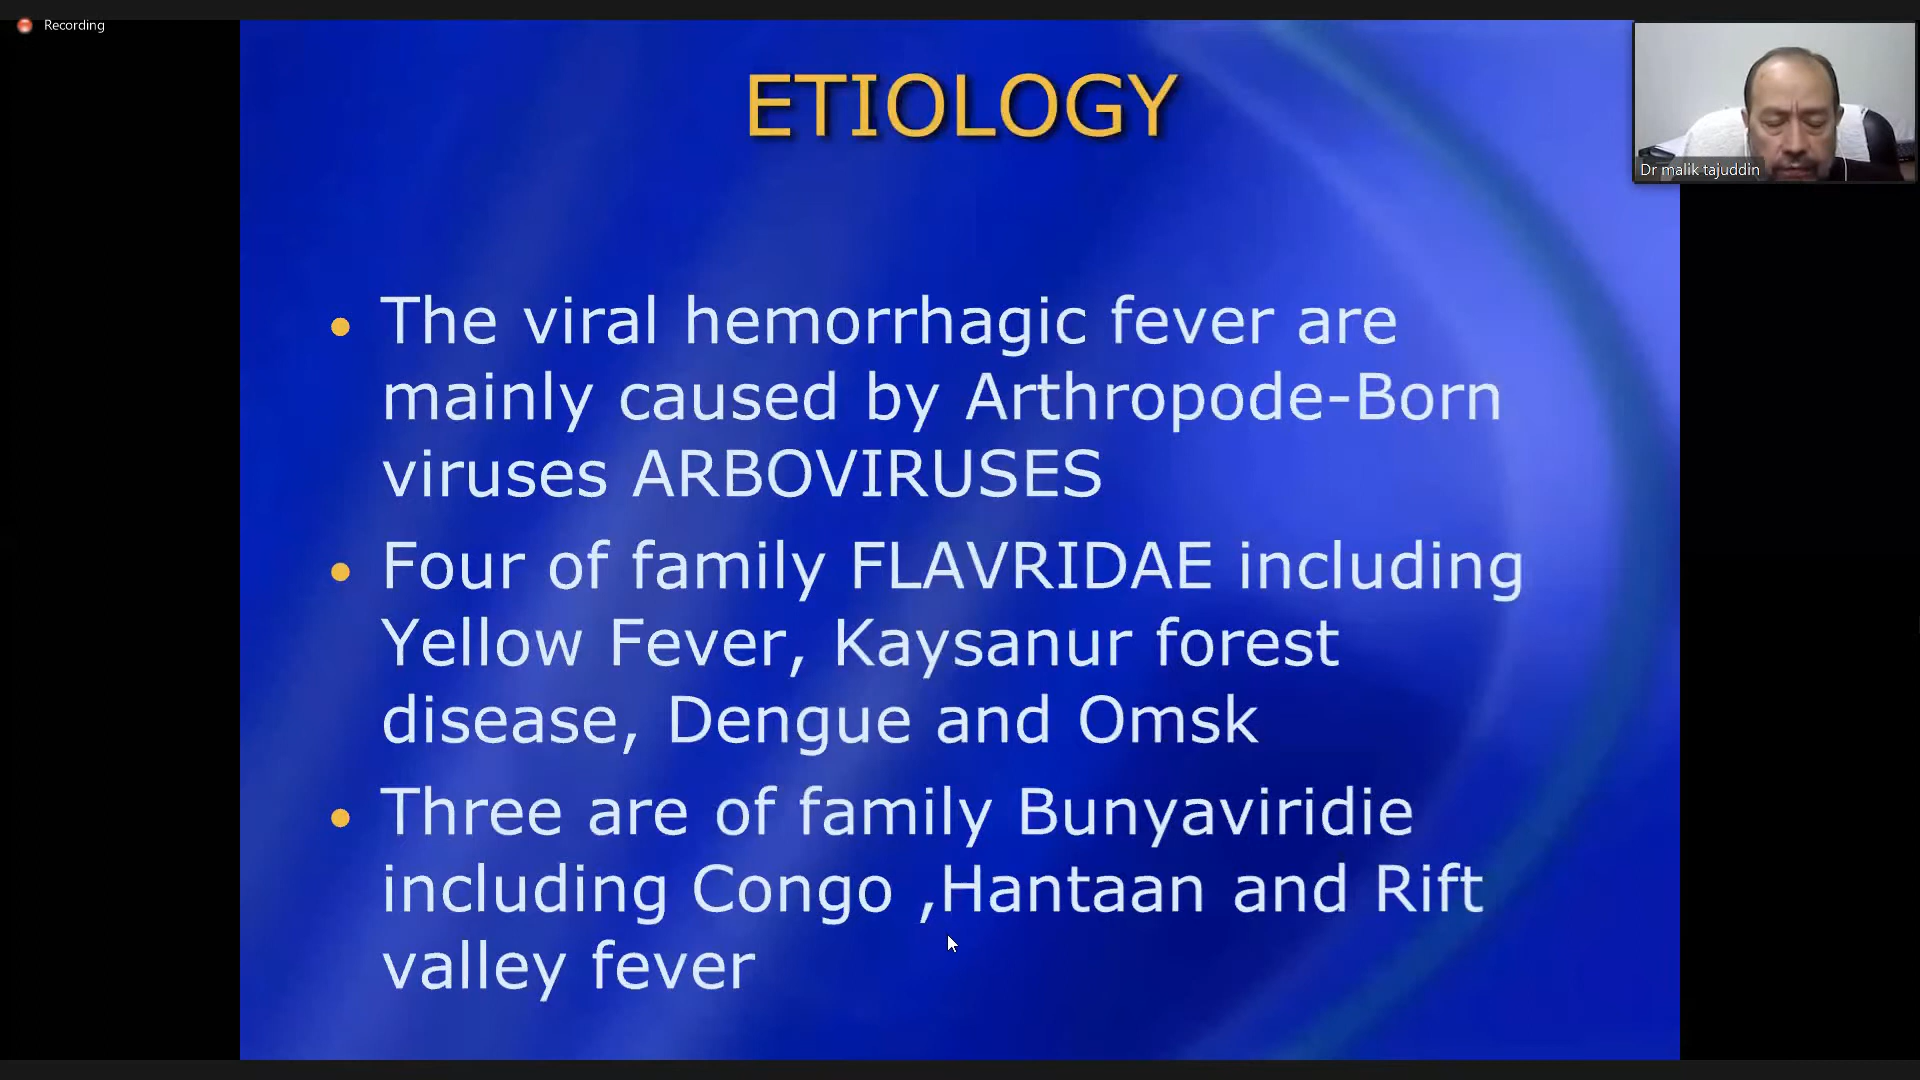 Recording
ETIOLOGY
Dr malik tajuddin
• The viral hemorrhagic fever are
mainly caused by Arthropode-Born
viruses ARBOVIRUSES
• Four of family FLAVRIDAE including
Yellow Fever, Kaysanur forest
disease, Dengue and Omsk
• Three are of family Bunyaviridie
including Congo ,Hantaan and Rift
valley fever